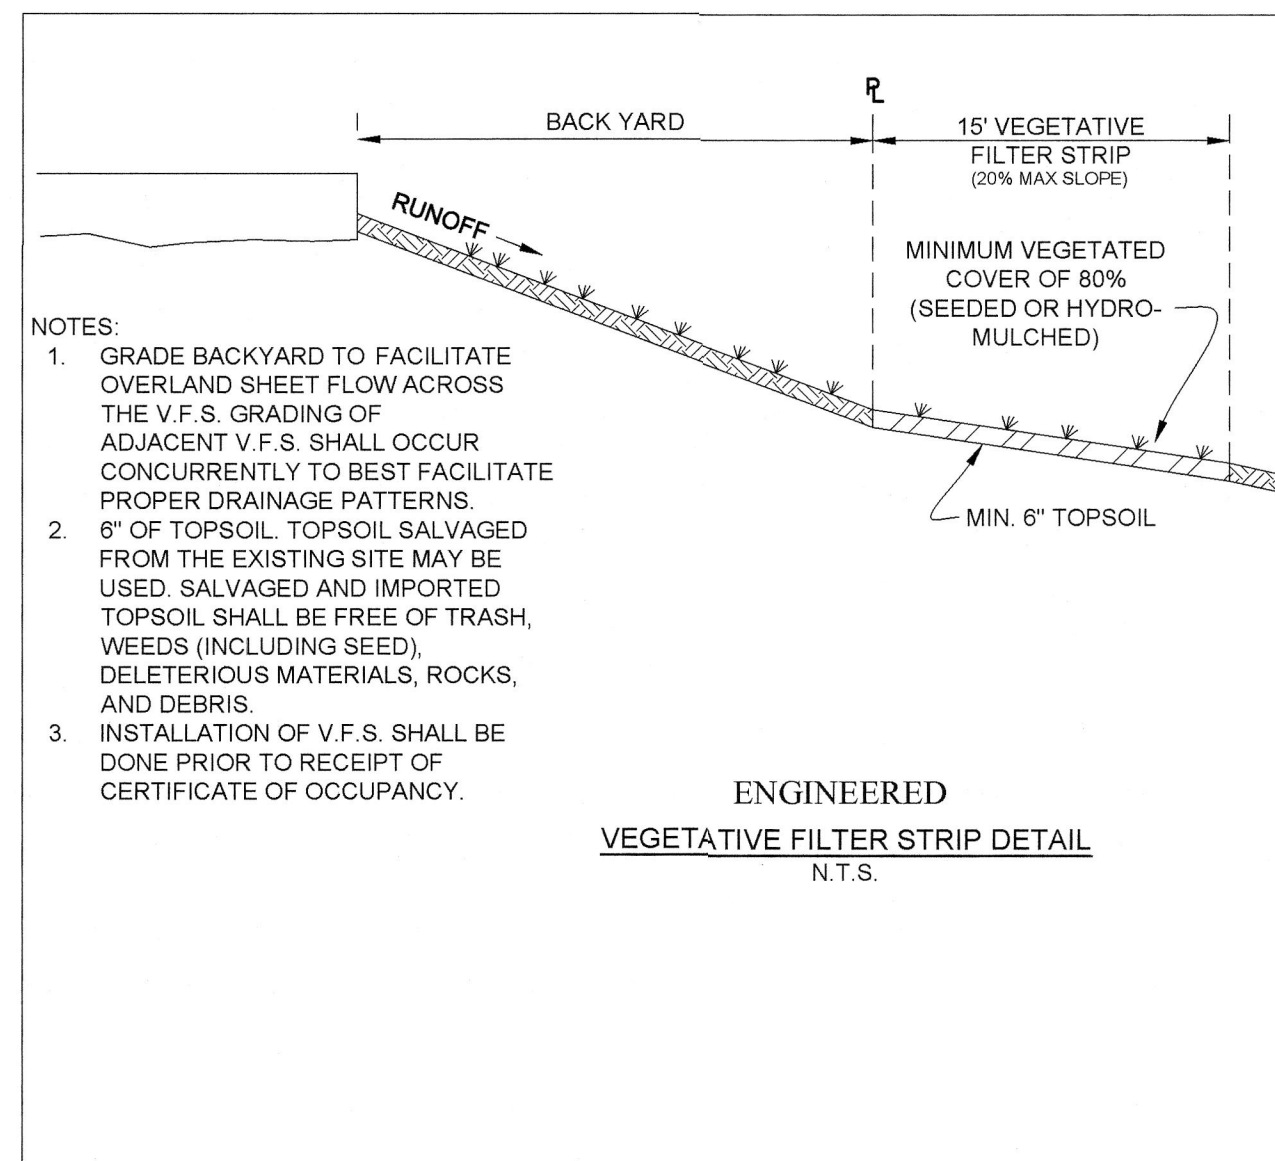 ℄
BACK YARD
15' VEGETATIVE
FILTER STRIP
(20% MAX SLOPE)
RUNOFF
MINIMUM VEGETATED
COVER OF 80%
(SEEDED OR HYDRO-
MULCHED)
MIN. 6" TOPSOIL
NOTES:
1. GRADE BACKYARD TO FACILITATE
OVERLAND SHEET FLOW ACROSS
THE V.F.S. GRADING OF
ADJACENT V.F.S. SHALL OCCUR
CONCURRENTLY TO BEST FACILITATE
PROPER DRAINAGE PATTERNS.
2. 6" OF TOPSOIL. TOPSOIL SALVAGED
FROM THE EXISTING SITE MAY BE
USED. SALVAGED AND IMPORTED
TOPSOIL SHALL BE FREE OF TRASH,
WEEDS (INCLUDING SEED),
DELETERIOUS MATERIALS, ROCKS,
AND DEBRIS.
3. INSTALLATION OF V.F.S. SHALL BE
DONE PRIOR TO RECEIPT OF
CERTIFICATE OF OCCUPANCY.
ENGINEERED
VEGETATIVE FILTER STRIP DETAIL
N.T.S.